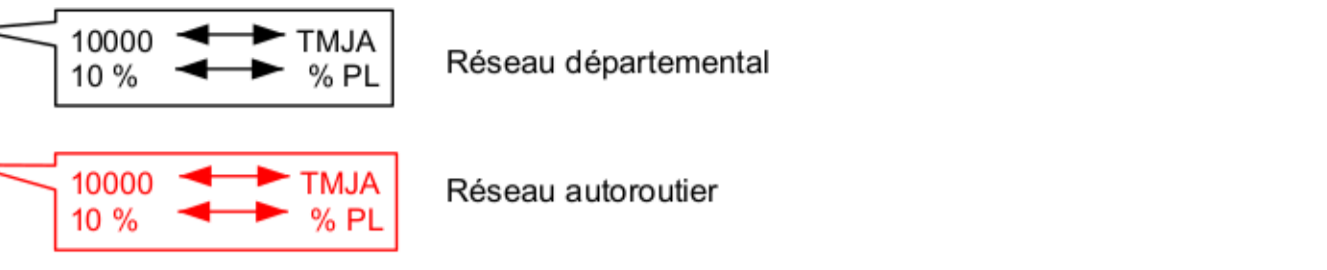 10000 TMJA
10 % % PL
Réseau départemental
10000 TMJA
10 % % PL
Réseau autoroutier